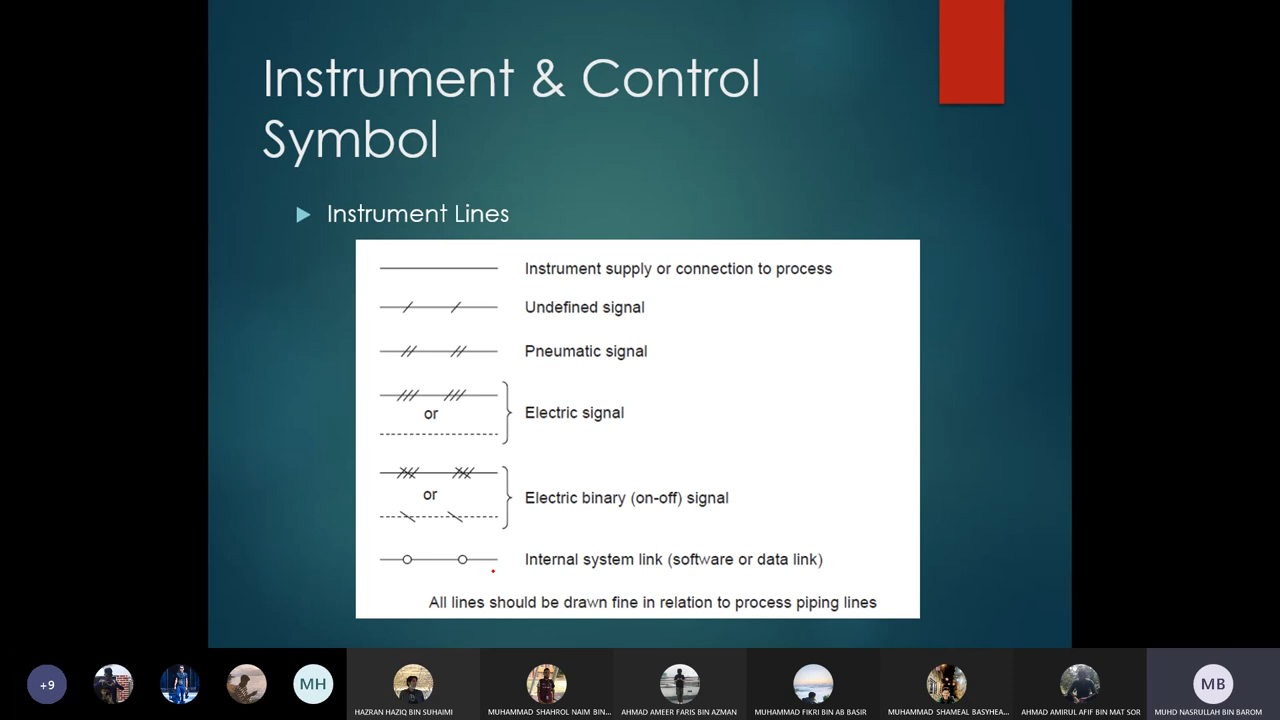 Instrument & Control
Symbol
Instrument Lines
Instrument supply or connection to process
Undefined signal
Pneumatic signal
or
Electric signal
or
Electric binary (on-off) signal
Internal system link (software or data link)
All lines should be drawn fine in relation to process piping lines
+9
MH
HAZRAN HAZIQ BIN SUHAIMI
MUHAMMAD SHAHROL NAIM BIN...
AHMAD AMEER FARIS BIN AZMAN
MUHAMMAD FIKRI BIN AB BASIR
MUHAMMAD SHAMEAL BASYHEA...
AHMAD AMIRUL AFIF BIN MAT SOR
MB
MUHD NASRULLAH BIN BAROM